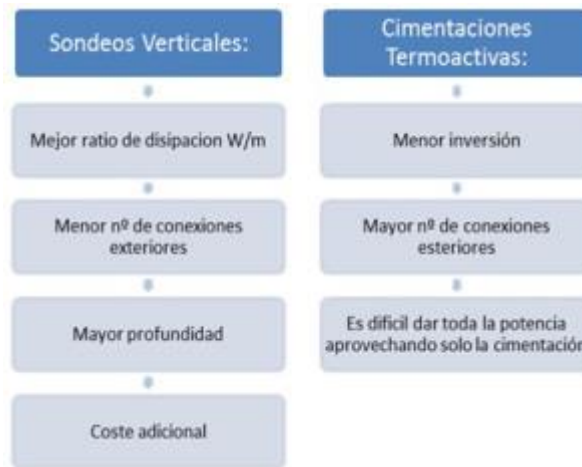 Sondeos Verticales:
Mejor ratio de disipacion W/m
Menor nº de conexiones
exteriores
Mayor profundidad
Coste adicional
Cimentaciones
Termoactivas:
Menor inversión
Mayor nº de conexiones
esteriores
Es dificil dar toda la potencia
aprovechando solo la cimentación